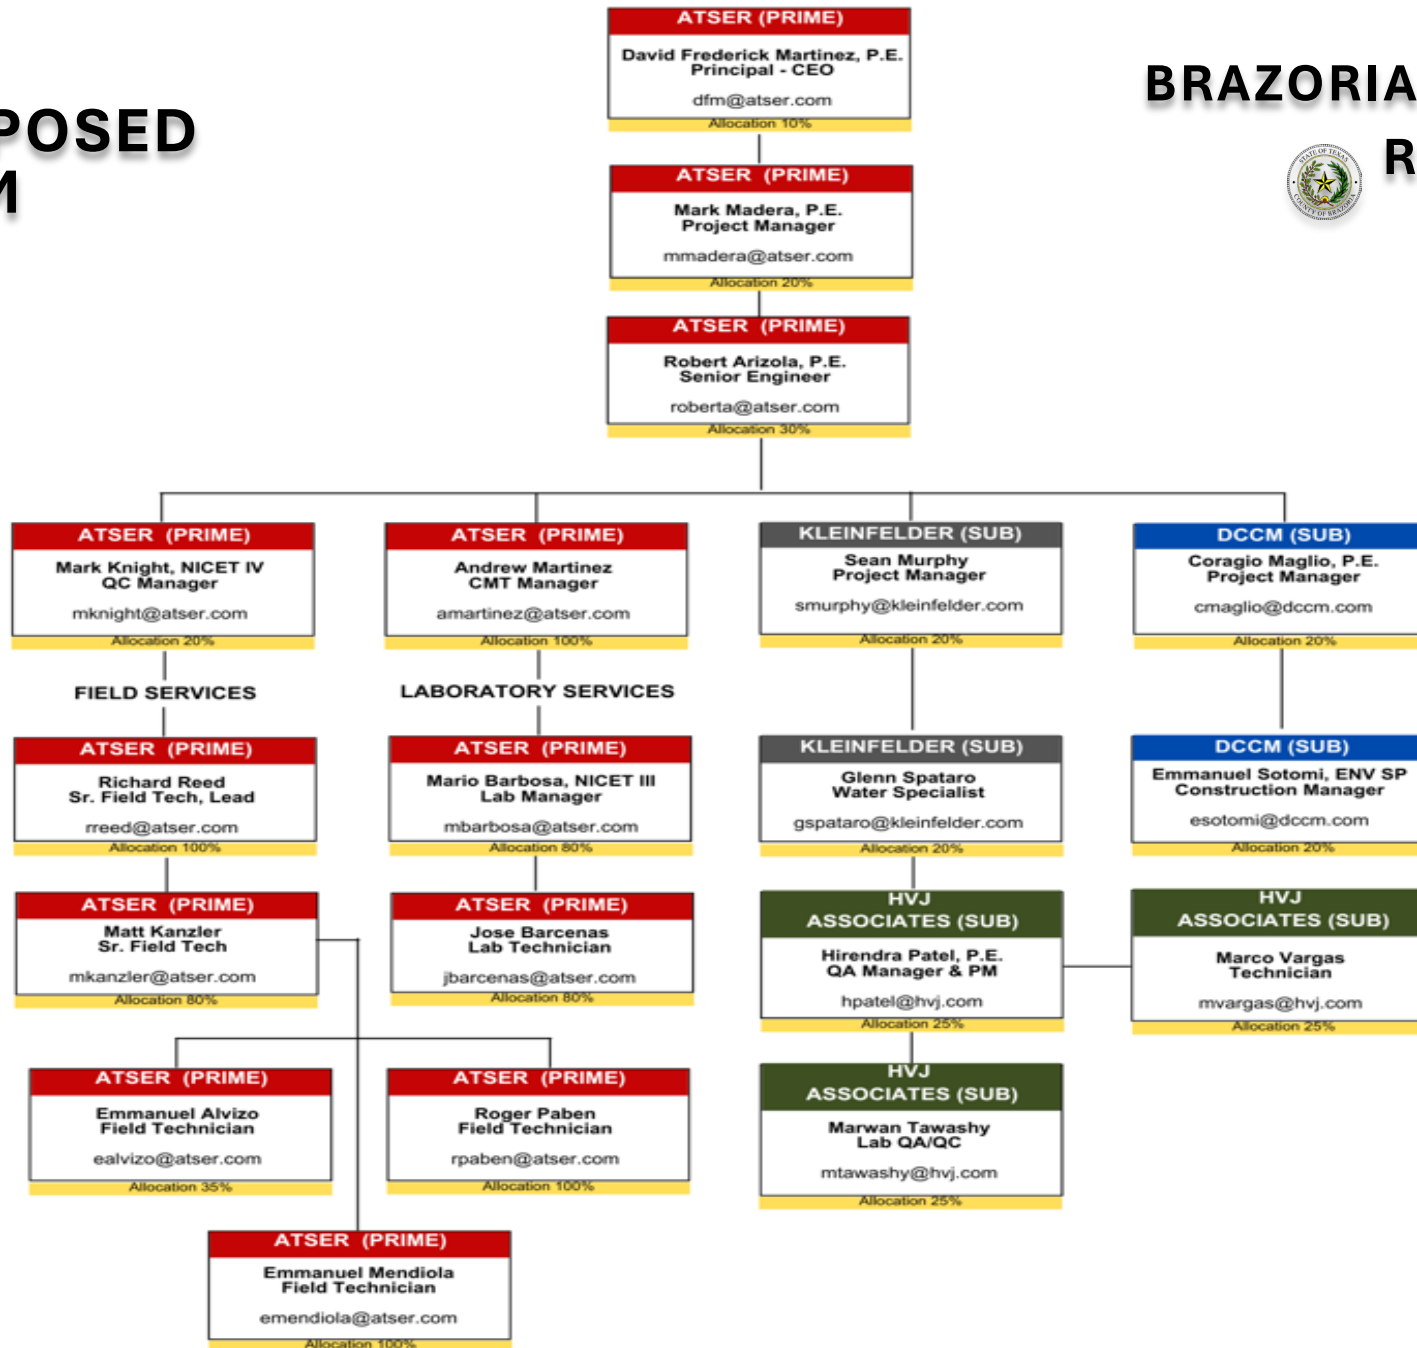 POSED
M
BRAZORIA
R
STATE OF TEXAS
COUNTY OF BRAZORIA
ATSER (PRIME)
David Frederick Martinez, P.E.
Principal - CEO
dfm@atser.com
Allocation 10%
ATSER (PRIME)
Mark Madera, P.E.
Project Manager
mmadera@atser.com
Allocation 20%
ATSER (PRIME)
Robert Arizola, P.E.
Senior Engineer
roberta@atser.com
Allocation 30%
ATSER (PRIME)
Mark Knight, NICET IV
QC Manager
mknight@atser.com
Allocation 20%
ATSER (PRIME)
Andrew Martinez
CMT Manager
amartinez@atser.com
Allocation 100%
KLEINFELDER (SUB)
Sean Murphy
Project Manager
smurphy@kleinfelder.com
Allocation 20%
DCCM (SUB)
Coragio Maglio, P.E.
Project Manager
cmaglio@dccm.com
Allocation 20%
FIELD SERVICES
LABORATORY SERVICES
ATSER (PRIME)
Richard Reed
Sr. Field Tech, Lead
rreed@atser.com
Allocation 100%
ATSER (PRIME)
Mario Barbosa, NICET III
Lab Manager
mbarbosa@atser.com
Allocation 80%
KLEINFELDER (SUB)
Glenn Spataro
Water Specialist
gspataro@kleinfelder.com
Allocation 20%
DCCM (SUB)
Emmanuel Sotomi, ENV SP
Construction Manager
esotomi@dccm.com
Allocation 20%
ATSER (PRIME)
Matt Kanzler
Sr. Field Tech
mkanzler@atser.com
Allocation 80%
ATSER (PRIME)
Jose Barcenas
Lab Technician
jbarcenas@atser.com
Allocation 80%
HVJ
ASSOCIATES (SUB)
Hirendra Patel, P.E.
QA Manager & PM
hpatel@hvj.com
Allocation 25%
HVJ
ASSOCIATES (SUB)
Marco Vargas
Technician
mvargas@hvj.com
Allocation 25%
ATSER (PRIME)
Emmanuel Alvizo
Field Technician
ealvizo@atser.com
Allocation 35%
ATSER (PRIME)
Roger Paben
Field Technician
rpaben@atser.com
Allocation 100%
HVJ
ASSOCIATES (SUB)
Marwan Tawashy
Lab QA/QC
mtawashy@hvj.com
Allocation 25%
ATSER (PRIME)
Emmanuel Mendiola
Field Technician
emendiola@atser.com
Allocation 100%